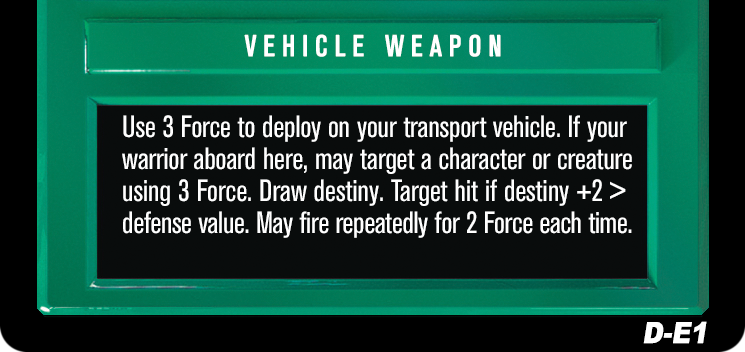 VEHICLE WEAPON
Use 3 Force to deploy on your transport vehicle. If your
warrior aboard here, may target a character or creature
using 3 Force. Draw destiny. Target hit if destiny +2 >
defense value. May fire repeatedly for 2 Force each time.
D-E1